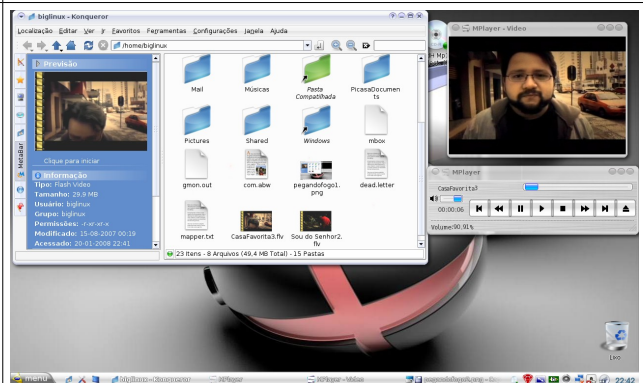 biglinux - Konqueror
Localização Editar Ver Ir Favoritos Ferramentas Configurações Janela Ajuda
/home/biglinux
MetaBar
Previsão
Clique para iniciar
Informação
Tipo: Flash Video
Tamanho: 29,9 MB
Usuário: biglinux
Grupo: biglinux
Permissões: -r-xr-xr-x
Modificado: 15-08-2007 00:19
Acessado: 20-01-2008 22:41
Mail
Músicas
Pasta Compartilhada
PicasaDocuments
Pictures
Shared
Windows
mbox
gmon.out
com.abw
pegandofogo1.png
dead.letter
mapper.txt
CasaFavorita3.flv
Sou do Senhor2.flv
23 Itens - 8 Arquivos (49,4 MB Total) - 15 Pastas
MPlayer - Video
MPlayer
CasaFavorita3
00:00:06
Volume:90.91%
Lixo
menu
biglinux - Konqueror
MPlayer
MPlayer - Video
22:42